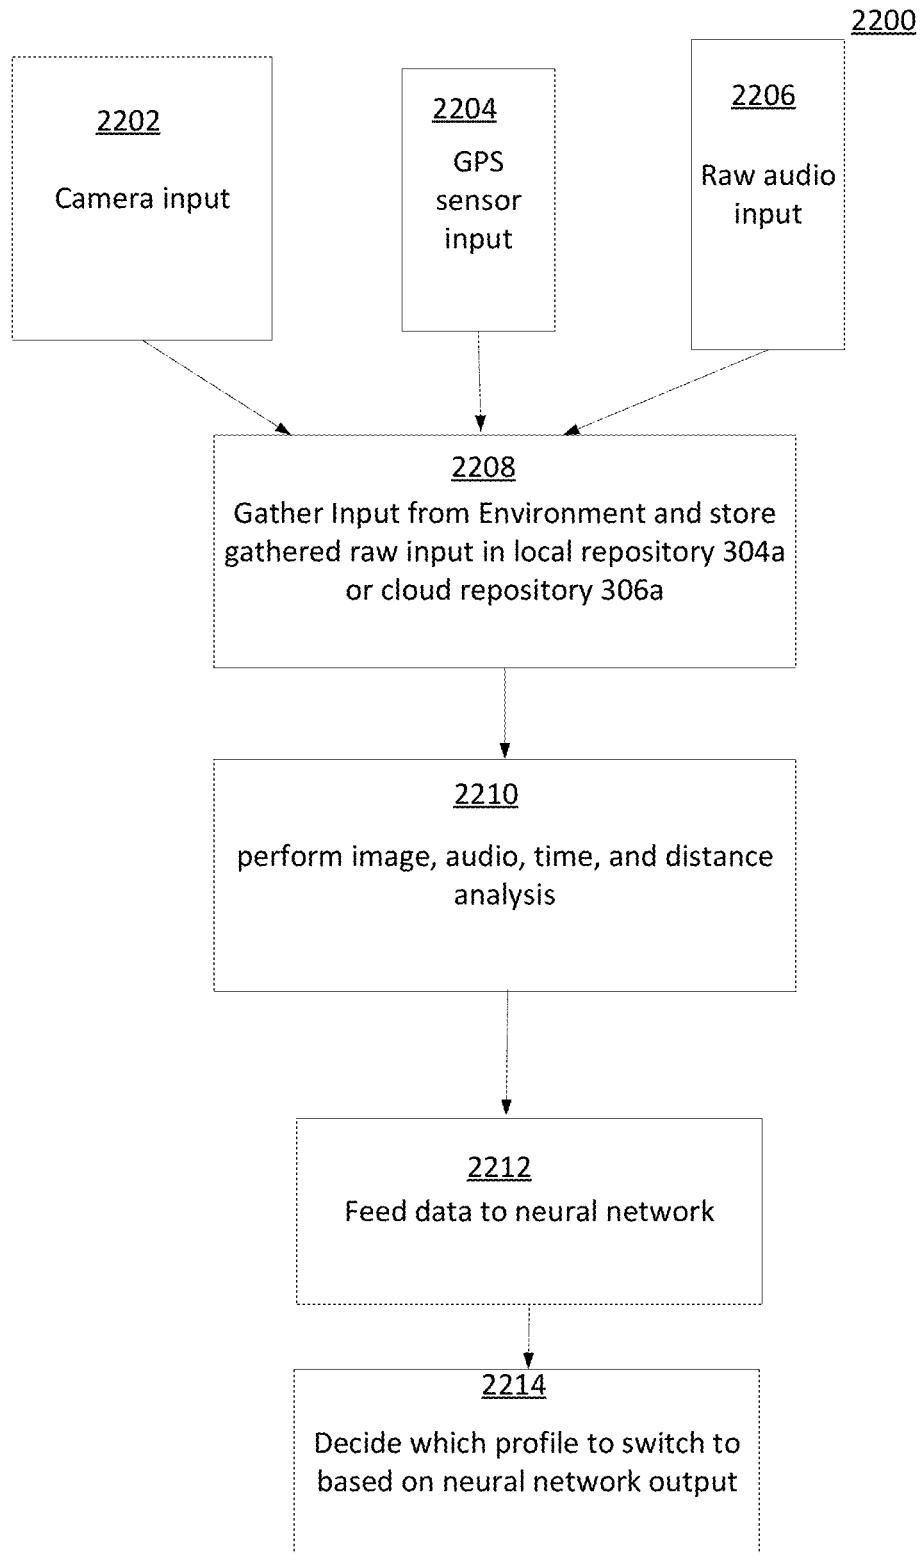 2200
2202
Camera input
2204
GPS
sensor
input
2206
Raw audio
input
2208
Gather Input from Environment and store
gathered raw input in local repository 304a
or cloud repository 306a
2210
perform image, audio, time, and distance
analysis
2212
Feed data to neural network
2214
Decide which profile to switch to
based on neural network output